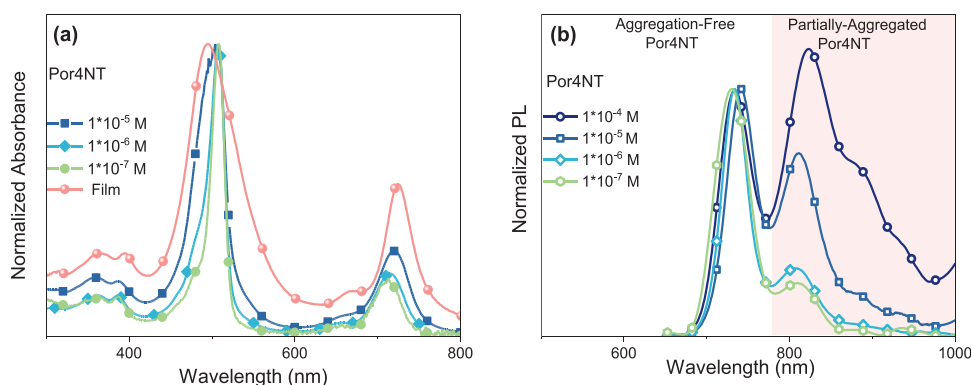 (a)
Por4NT
1*10⁻⁵ M
1*10⁻⁶ M
1*10⁻⁷ M
Film
Normalized Absorbance
400
600
800
Wavelength (nm)
(b)
Aggregation-Free
Por4NT
Partially-Aggregated
Por4NT
Por4NT
1*10⁻⁴ M
1*10⁻⁵ M
1*10⁻⁶ M
1*10⁻⁷ M
Normalized PL
600
800
1000
Wavelength (nm)